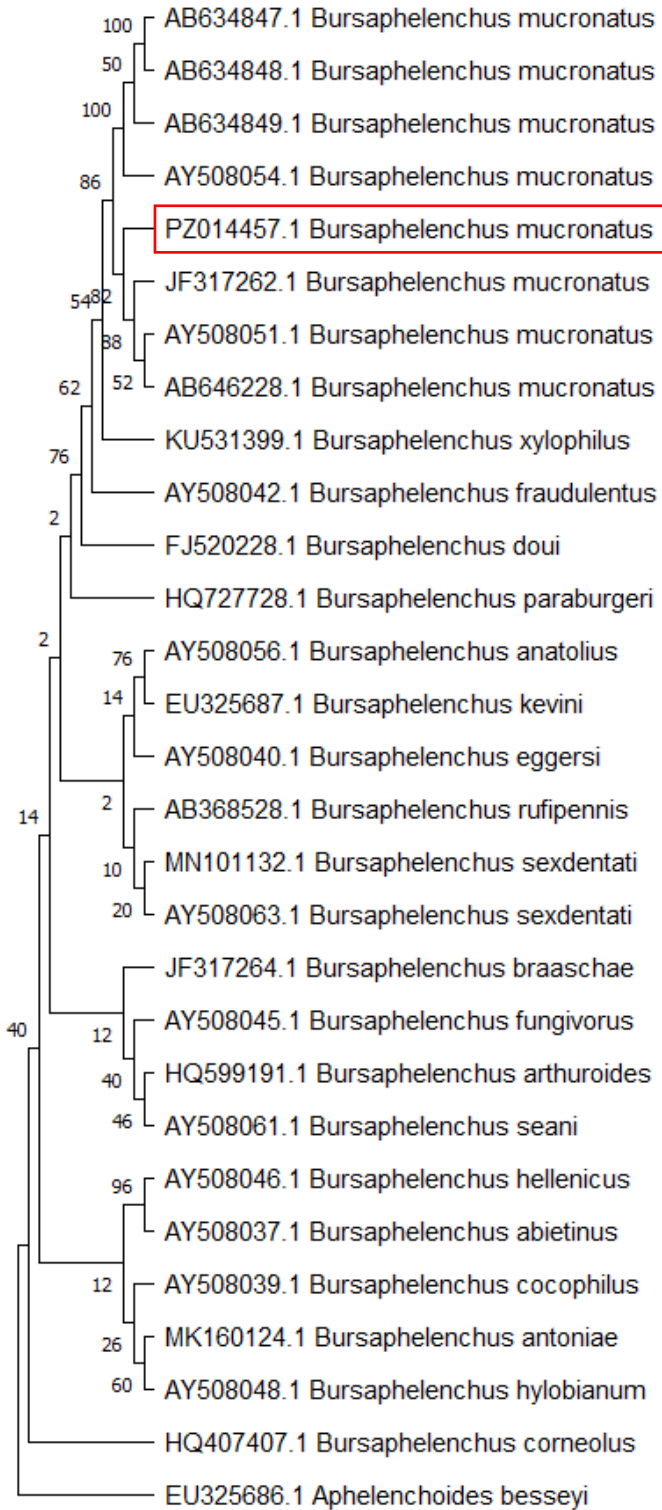 100
AB634847.1 Bursaphelenchus mucronatus
50
AB634848.1 Bursaphelenchus mucronatus
100
AB634849.1 Bursaphelenchus mucronatus
AY508054.1 Bursaphelenchus mucronatus
86
PZ014457.1 Bursaphelenchus mucronatus
JF317262.1 Bursaphelenchus mucronatus
54
82
AY508051.1 Bursaphelenchus mucronatus
88
AB646228.1 Bursaphelenchus mucronatus
52
62
KU531399.1 Bursaphelenchus xylophilus
76
AY508042.1 Bursaphelenchus fraudulentus
2
FJ520228.1 Bursaphelenchus doui
HQ727728.1 Bursaphelenchus paraburgeri
2
76
AY508056.1 Bursaphelenchus anatolius
14
EU325687.1 Bursaphelenchus kevini
AY508040.1 Bursaphelenchus eggersi
2
AB368528.1 Bursaphelenchus rufipennis
14
10
MN101132.1 Bursaphelenchus sexdentati
20
AY508063.1 Bursaphelenchus sexdentati
JF317264.1 Bursaphelenchus braaschae
40
12
AY508045.1 Bursaphelenchus fungivorus
40
HQ599191.1 Bursaphelenchus arthuroides
46
AY508061.1 Bursaphelenchus seani
96
AY508046.1 Bursaphelenchus hellenicus
AY508037.1 Bursaphelenchus abietinus
12
AY508039.1 Bursaphelenchus cocophilus
26
MK160124.1 Bursaphelenchus antoniae
60
AY508048.1 Bursaphelenchus hylobianum
HQ407407.1 Bursaphelenchus corneolus
EU325686.1 Aphelenchoides besseyi